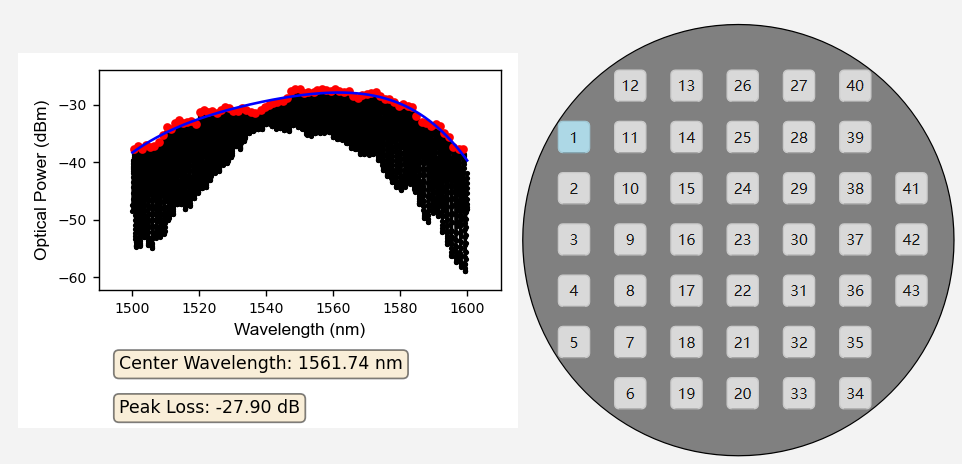 Optical Power (dBm)
−30
−40
−50
−60
1500 1520 1540 1560 1580 1600
Wavelength (nm)
Center Wavelength: 1561.74 nm
Peak Loss: -27.90 dB
12 13 26 27 40
1 11 14 25 28 39
2 10 15 24 29 38 41
3 9 16 23 30 37 42
4 8 17 22 31 36 43
5 7 18 21 32 35
6 19 20 33 34